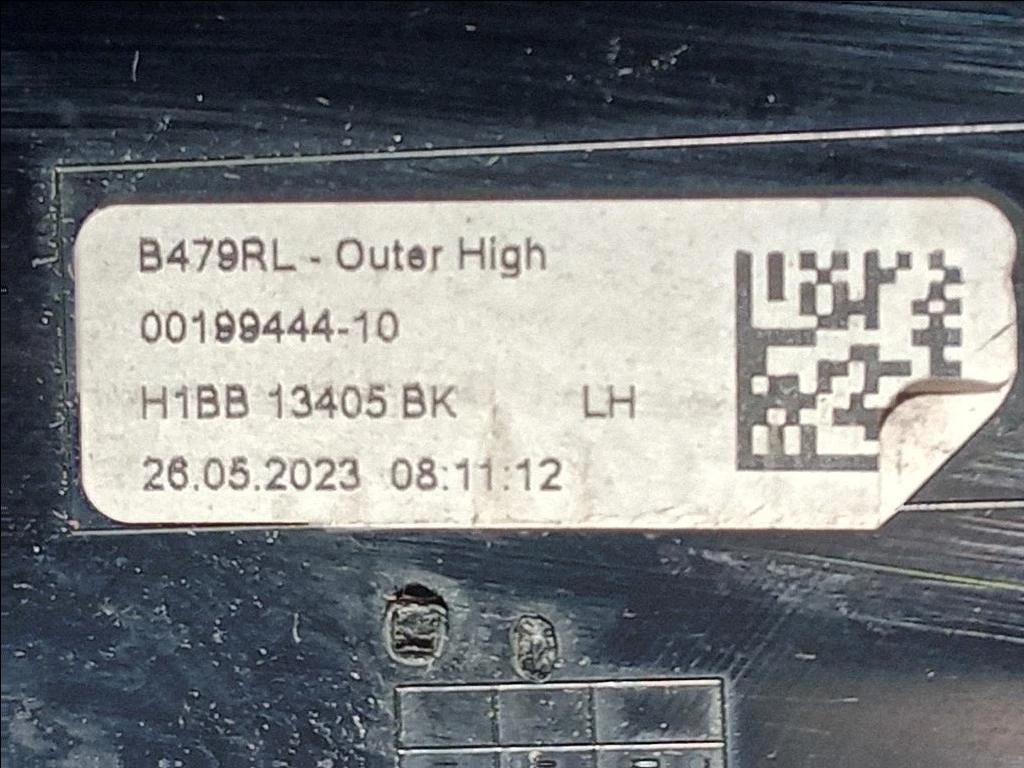 B479RL - Outer High
00199444-10
H1BB 13405 BK LH
26.05.2023 08:11:12